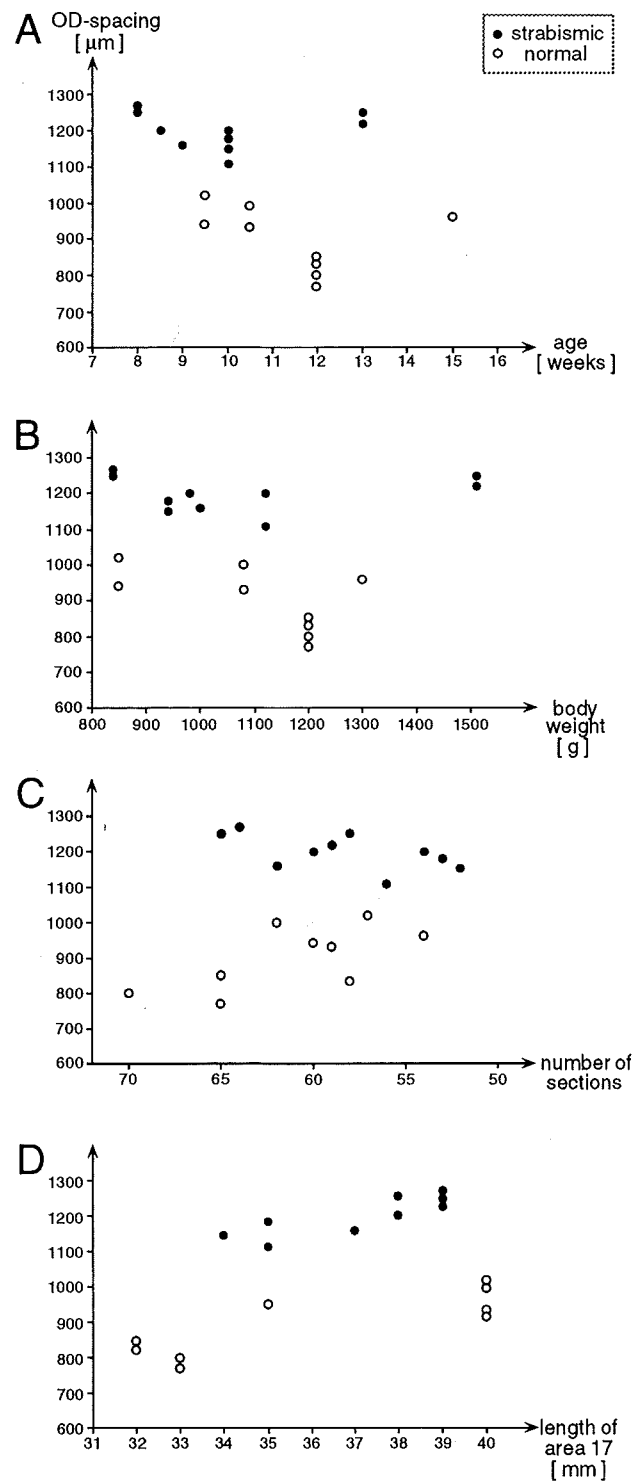 A
OD-spacing
[ µm]
● strabismic
○ normal
1300
1200
1100
1000
900
800
700
600
7 8 9 10 11 12 13 14 15 16
age
[ weeks ]
B
1300
1200
1100
1000
900
800
700
600
800 900 1000 1100 1200 1300 1400 1500
body
weight
[ g ]
C
1300
1200
1100
1000
900
800
700
600
70 65 60 55 50
number of
sections
D
1300
1200
1100
1000
900
800
700
600
31 32 33 34 35 36 37 38 39 40
length of
area 17
[ mm ]